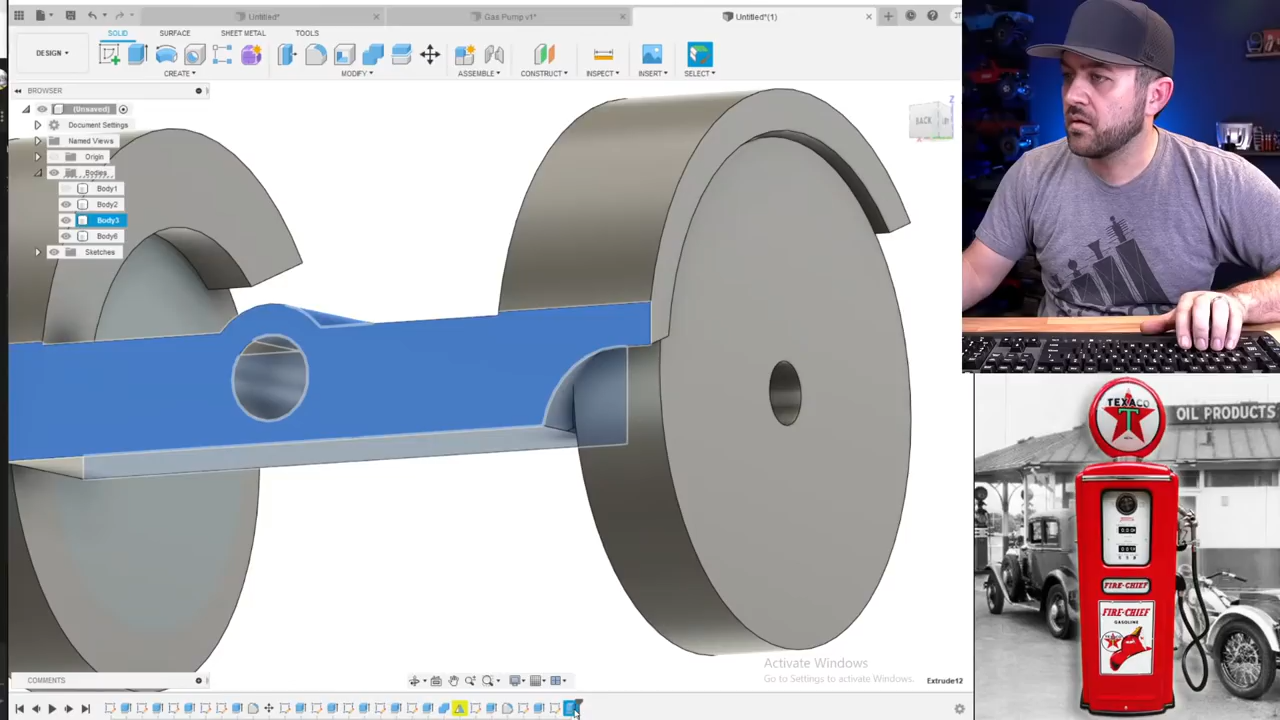 Untitled*
Gas Pump v1*
Untitled*(1)
JT
DESIGN
SOLID
SURFACE
SHEET METAL
TOOLS
CREATE
MODIFY
ASSEMBLE
CONSTRUCT
INSPECT
INSERT
SELECT
BROWSER
(Unsaved)
Document Settings
Named Views
Origin
Bodies
Body1
Body2
Body3
Body6
Sketches
BACK
Z
TEXACO
T
OIL PRODUCTS
FIRE-CHIEF
FIRE-CHIEF
GASOLINE
Activate Windows
Go to Settings to activate Windows.
COMMENTS
Extrude12